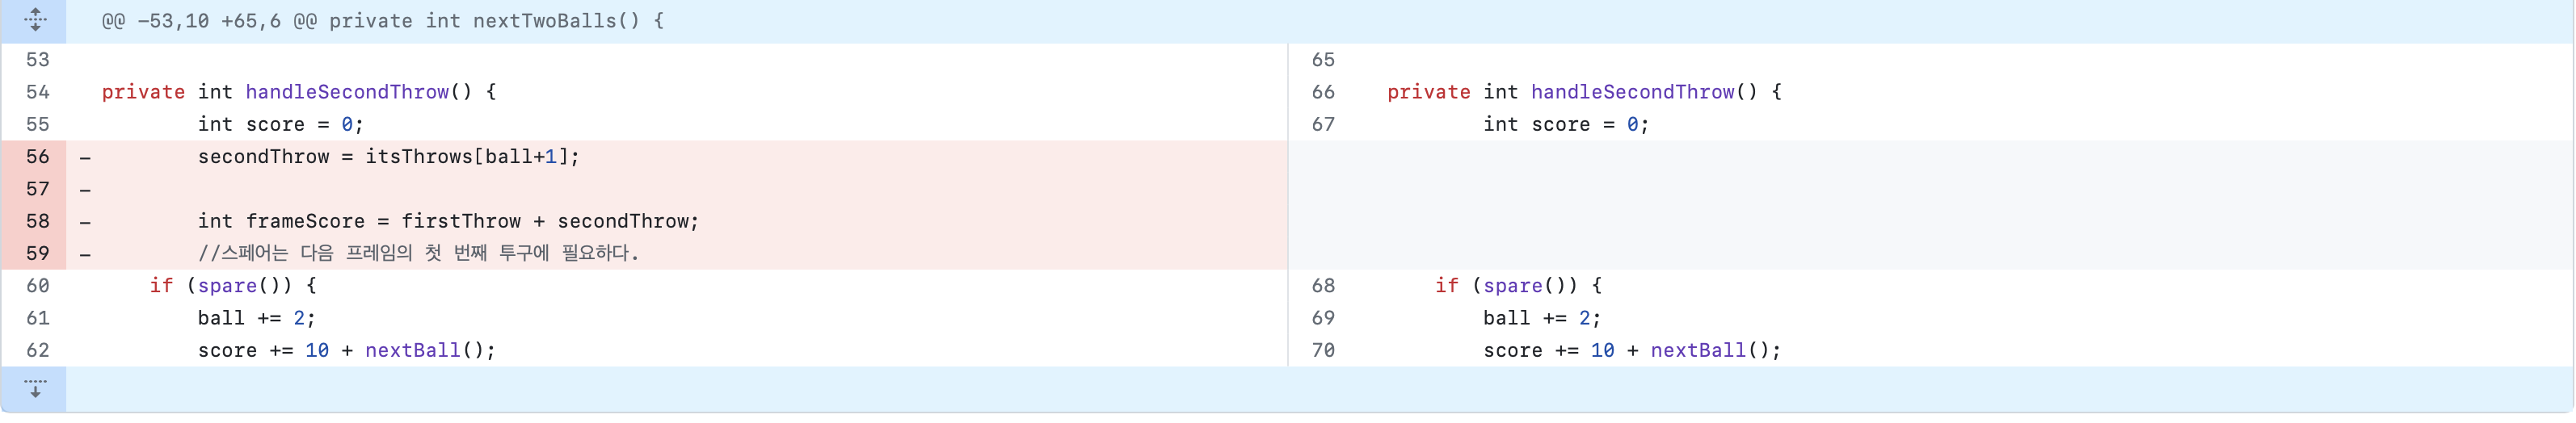 @@ -53,10 +65,6 @@ private int nextTwoBalls() {
53
54 private int handleSecondThrow() {
55 int score = 0;
56 - secondThrow = itsThrows[ball+1];
57 -
58 - int frameScore = firstThrow + secondThrow;
59 - //스페어는 다음 프레임의 첫 번째 투구에 필요하다.
60 if (spare()) {
61 ball += 2;
62 score += 10 + nextBall();
65
66 private int handleSecondThrow() {
67 int score = 0;
68 if (spare()) {
69 ball += 2;
70 score += 10 + nextBall();